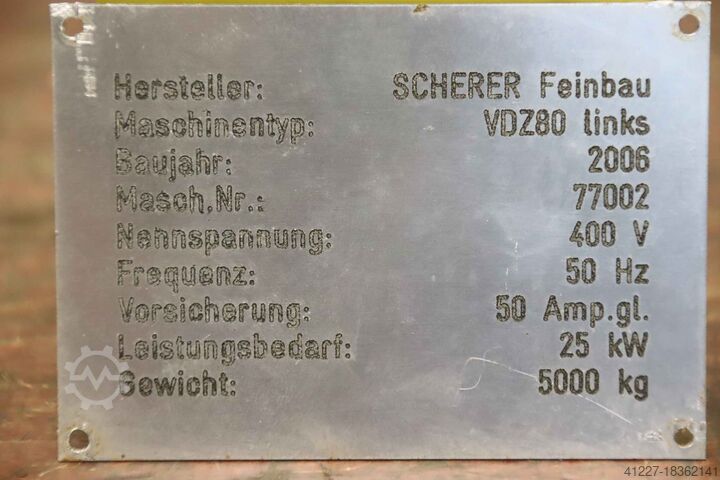 Hersteller: SCHERER Feinbau
Maschinentyp: VDZ80 links
Baujahr: 2006
Masch.Nr.: 77002
Nehnspannung: 400 V
Frequenz: 50 Hz
Vorsicherung: 50 Amp.gl.
Leistungsbedarf: 25 kW
Gewicht: 5000 kg
41227-18362141